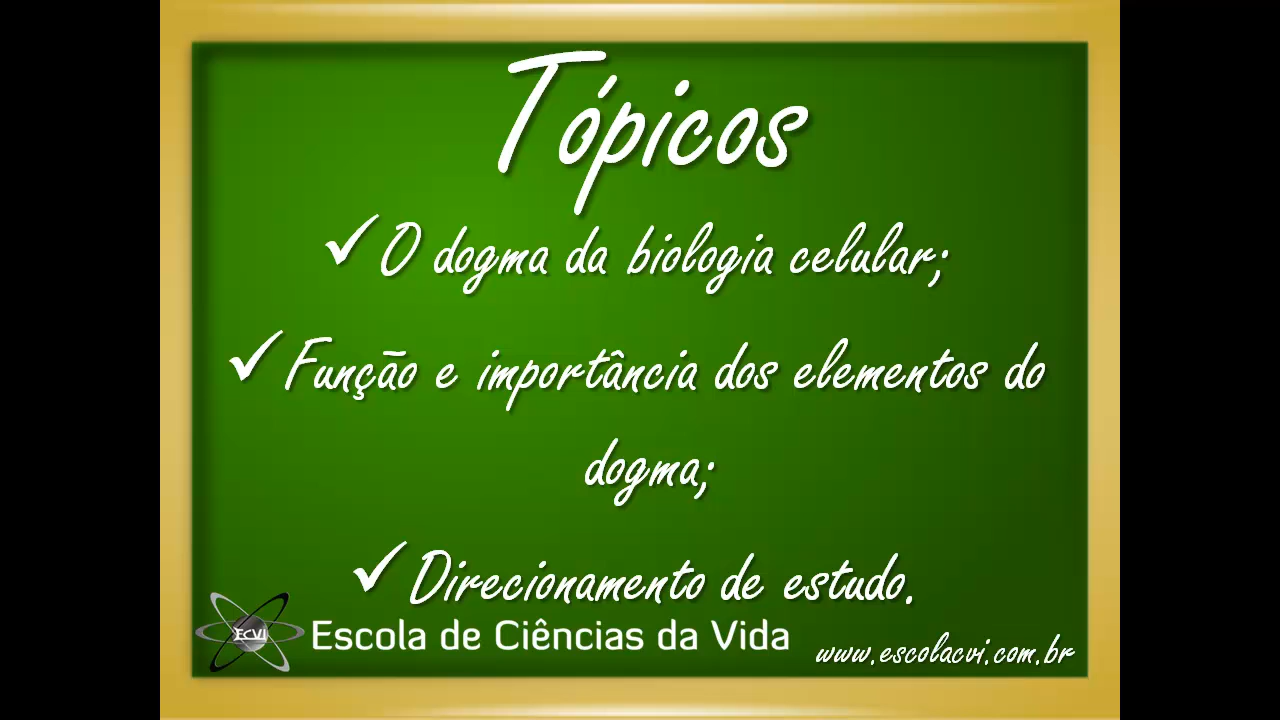 Tópicos
✓O dogma da biologia celular;
✓Função e importância dos elementos do
dogma;
✓Direcionamento de estudo.
ECVI
Escola de Ciências da Vida
www.escolacvi.com.br